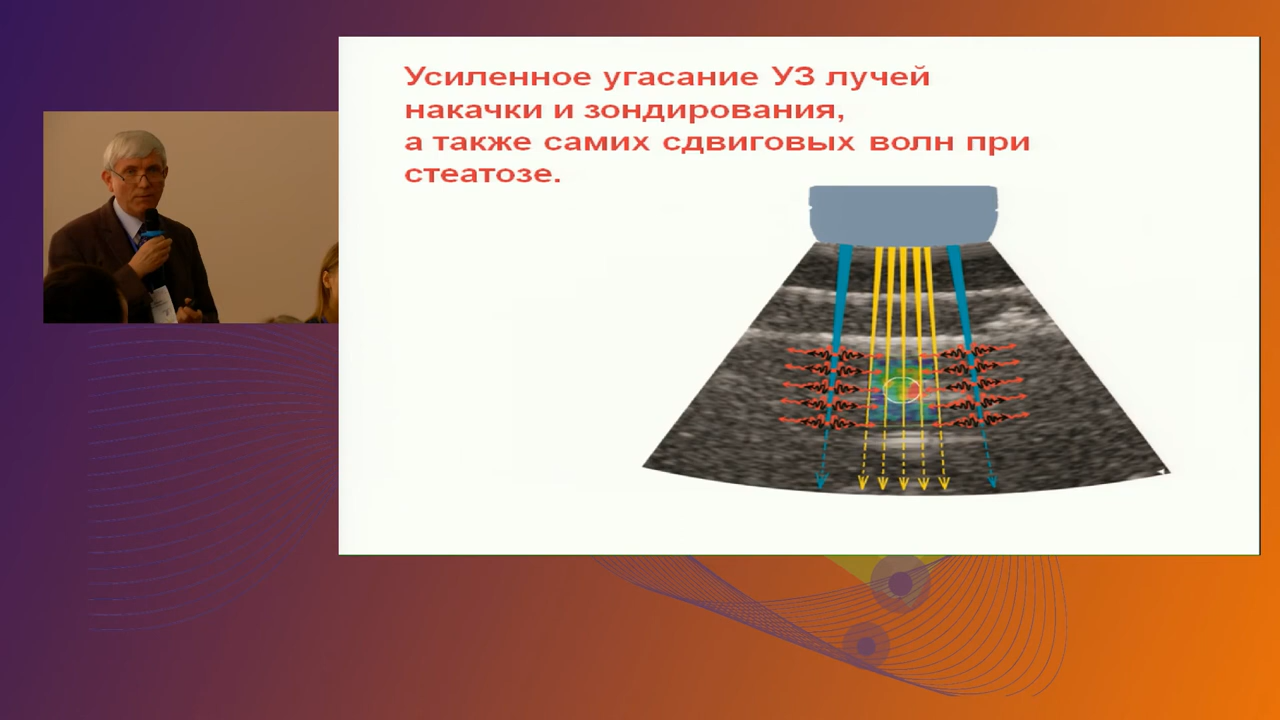 Усиленное угасание УЗ лучей
накачки и зондирования,
а также самих сдвиговых волн при
стеатозе.